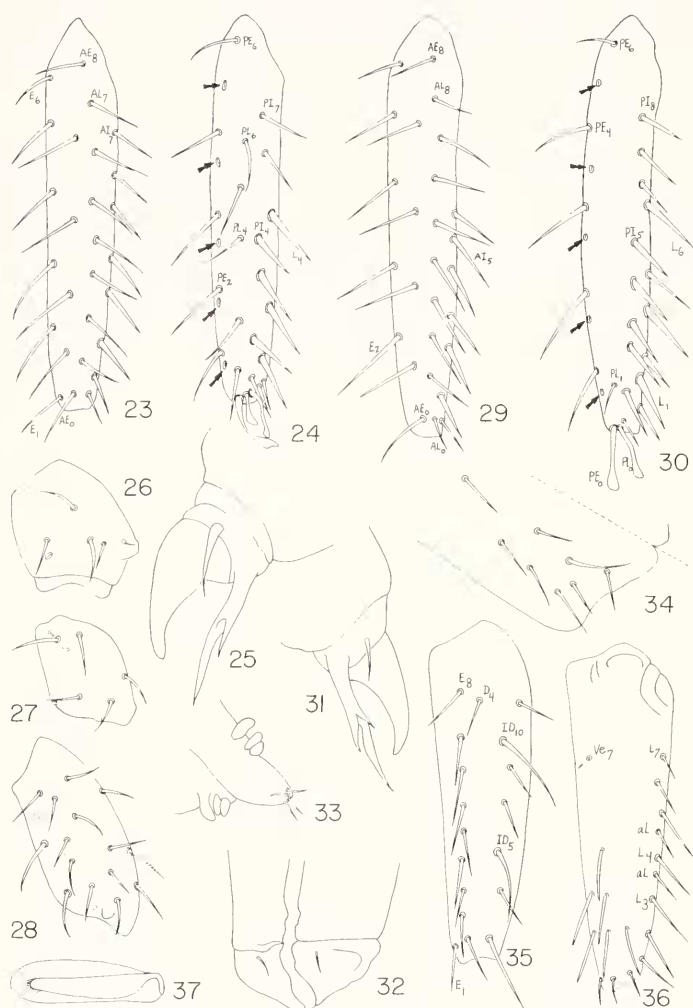 AE8
E6
AL7
AI7
E1
AE0
23
PE6
PI7
PL6
PL4
PI4
L4
PE2
24
AE8
AL8
AI5
E2
AE0
AL0
29
PE6
PI8
PE4
L6
PI5
PL1
L1
PE0
PL0
30
26
25
31
34
27
33
28
32
37
E8
D4
ID10
ID5
E1
35
Ve7
L7
aL
L4
aL
L3
36